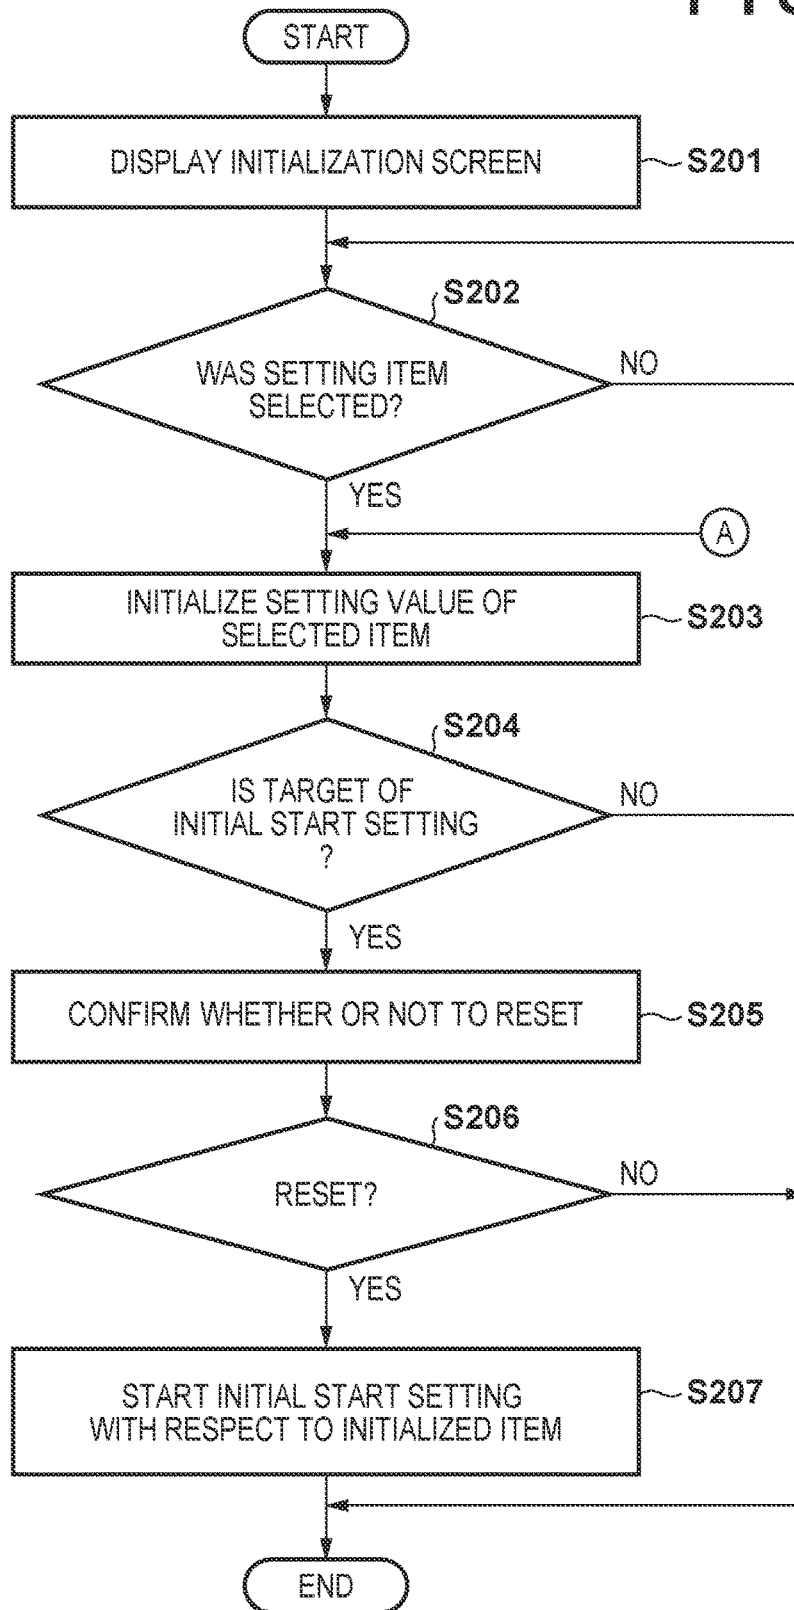 START
DISPLAY INITIALIZATION SCREEN
S201
S202
WAS SETTING ITEM
SELECTED?
NO
YES
A
INITIALIZE SETTING VALUE OF
SELECTED ITEM
S203
S204
IS TARGET OF
INITIAL START SETTING
?
NO
YES
CONFIRM WHETHER OR NOT TO RESET
S205
S206
RESET?
NO
YES
START INITIAL START SETTING
WITH RESPECT TO INITIALIZED ITEM
S207
END